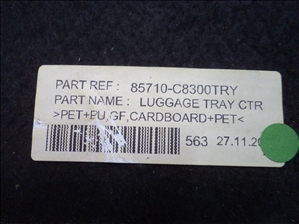 PART REF : 85710-C8300TRY
PART NAME : LUGGAGE TRAY CTR
>PET+PU,GF,CARDBOARD+PET<
563 27.11.20